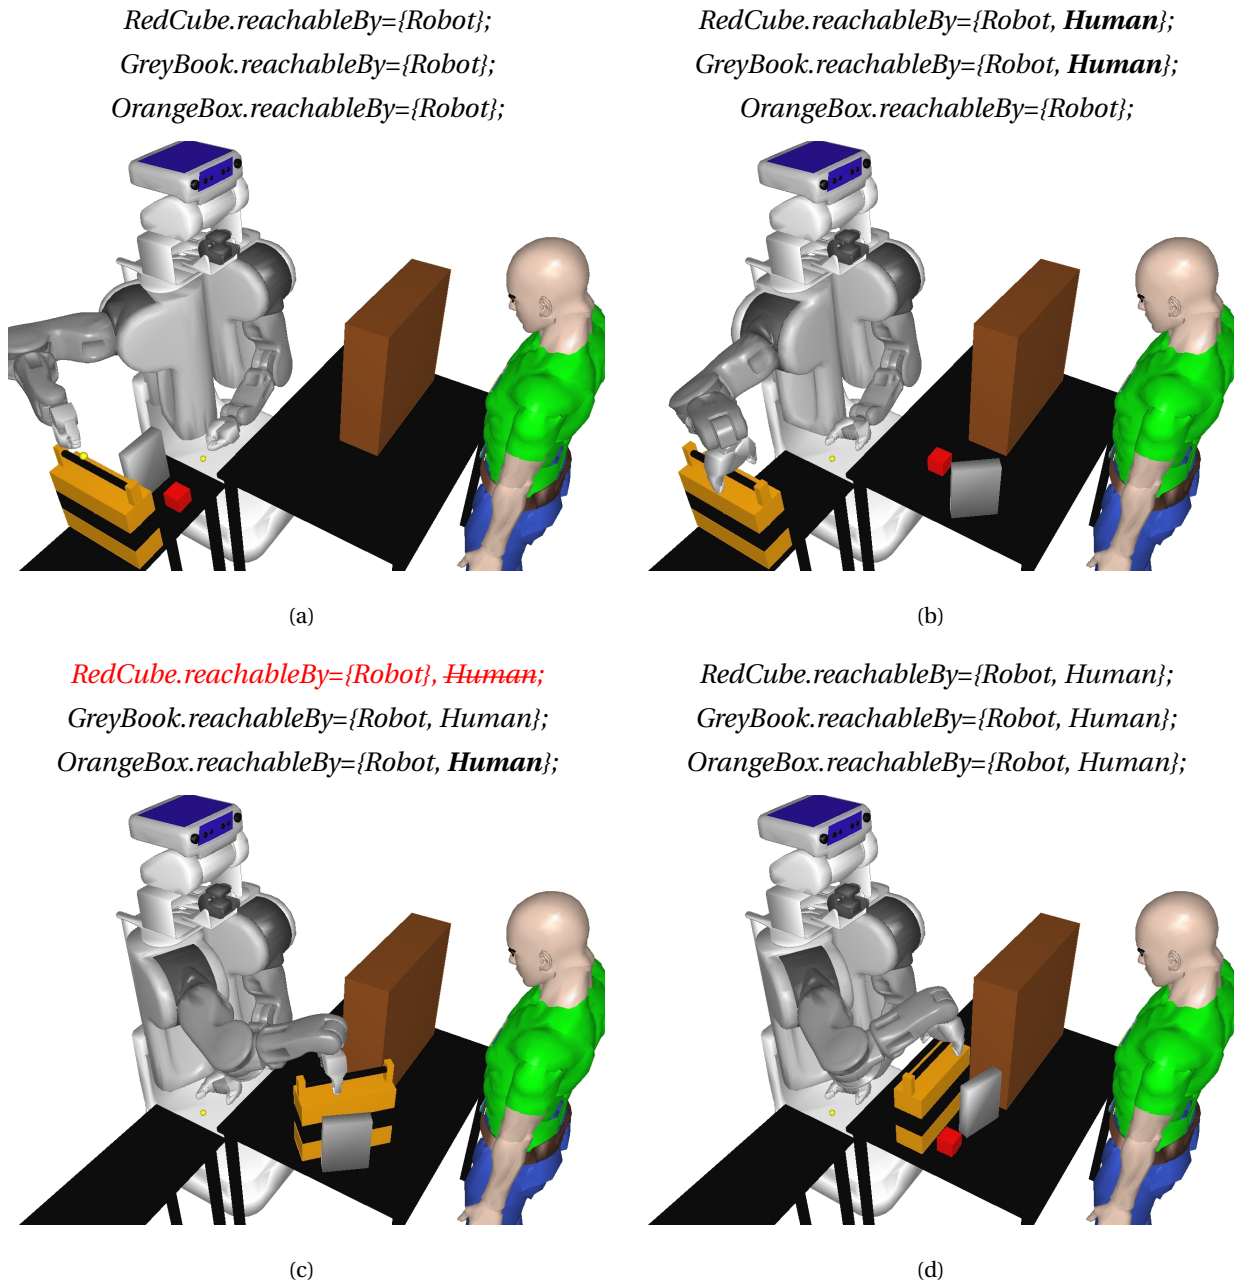 RedCube.reachableBy={Robot};
GreyBook.reachableBy={Robot};
OrangeBox.reachableBy={Robot};
(a)
RedCube.reachableBy={Robot, Human};
GreyBook.reachableBy={Robot, Human};
OrangeBox.reachableBy={Robot};
(b)
RedCube.reachableBy={Robot}, Human;
GreyBook.reachableBy={Robot, Human};
OrangeBox.reachableBy={Robot, Human};
(c)
RedCube.reachableBy={Robot, Human};
GreyBook.reachableBy={Robot, Human};
OrangeBox.reachableBy={Robot, Human};
(d)